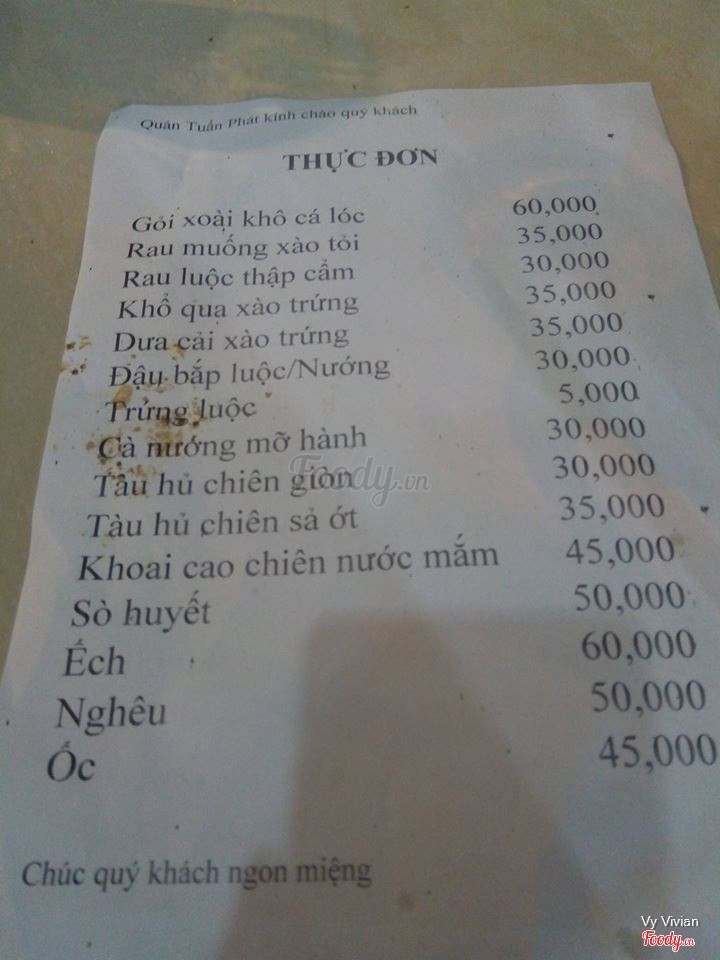 Quán Tuấn Phát kính chào quý khách
THỰC ĐƠN
Gỏi xoài khô cá lóc 60,000
Rau muống xào tỏi 35,000
Rau luộc thập cẩm 30,000
Khổ qua xào trứng 35,000
Dưa cải xào trứng 35,000
Đậu bắp luộc/Nướng 30,000
Trứng luộc 5,000
Cà nướng mỡ hành 30,000
Tàu hủ chiên giòn 30,000
Tàu hủ chiên sả ớt 35,000
Khoai cao chiên nước mắm 45,000
Sò huyết 50,000
Ếch 60,000
Nghêu 50,000
Ốc 45,000
Chúc quý khách ngon miệng
Foody.vn
Vy Vivian
Foody.vn